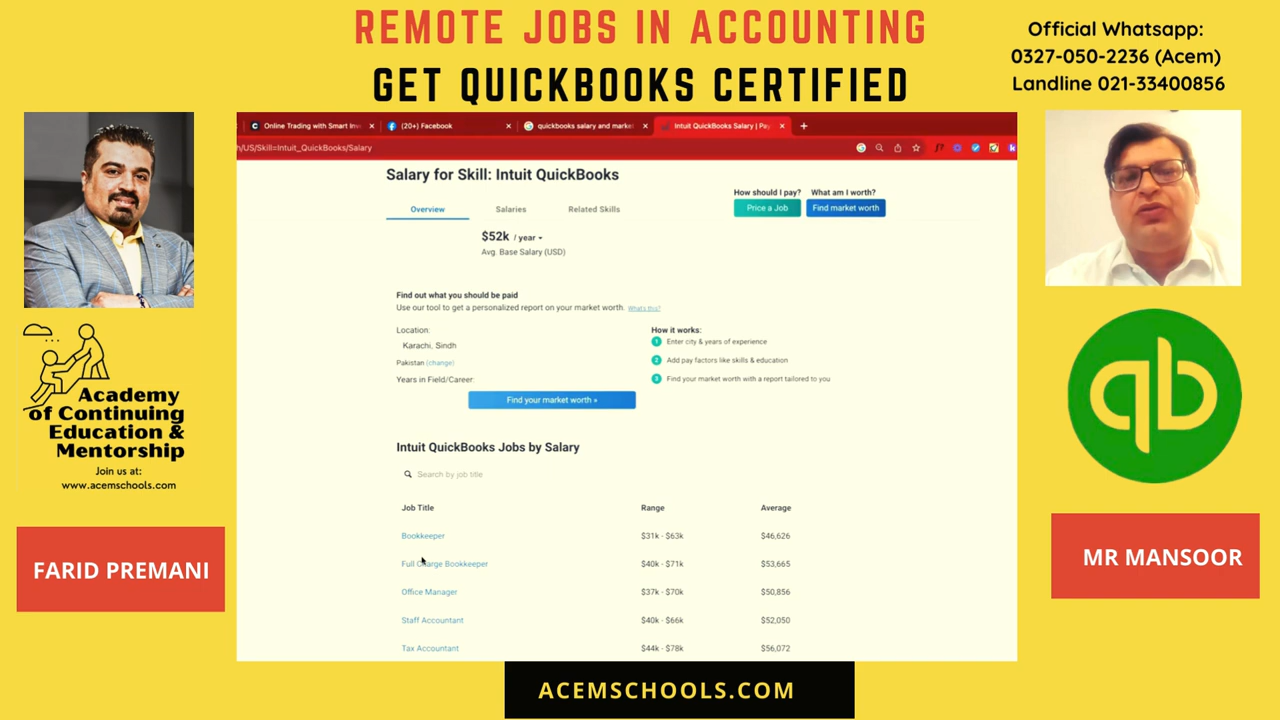 REMOTE JOBS IN ACCOUNTING
GET QUICKBOOKS CERTIFIED
Official Whatsapp:
0327-050-2236 (Acem)
Landline 021-33400856
Online Trading with Smart Inv
(20+) Facebook
quickbooks salary and market
Intuit QuickBooks Salary | Pay
h/US/Skill=Intuit_QuickBooks/Salary
Salary for Skill: Intuit QuickBooks
How should I pay?
What am I worth?
Price a Job
Find market worth
Overview
Salaries
Related Skills
$52k / year
Avg. Base Salary (USD)
Find out what you should be paid
Use our tool to get a personalized report on your market worth. What's this?
Location:
Karachi, Sindh
Pakistan (change)
Years in Field/Career:
Find your market worth »
How it works:
1 Enter city & years of experience
2 Add pay factors like skills & education
3 Find your market worth with a report tailored to you
Intuit QuickBooks Jobs by Salary
Search by job title
Job Title Range Average
Bookkeeper $31k - $63k $46,626
Full Charge Bookkeeper $40k - $71k $53,665
Office Manager $37k - $70k $50,856
Staff Accountant $40k - $66k $52,050
Tax Accountant $44k - $78k $56,072
Academy
of Continuing
Education &
Mentorship
Join us at:
www.acemschools.com
FARID PREMANI
qb
MR MANSOOR
ACEMSCHOOLS.COM